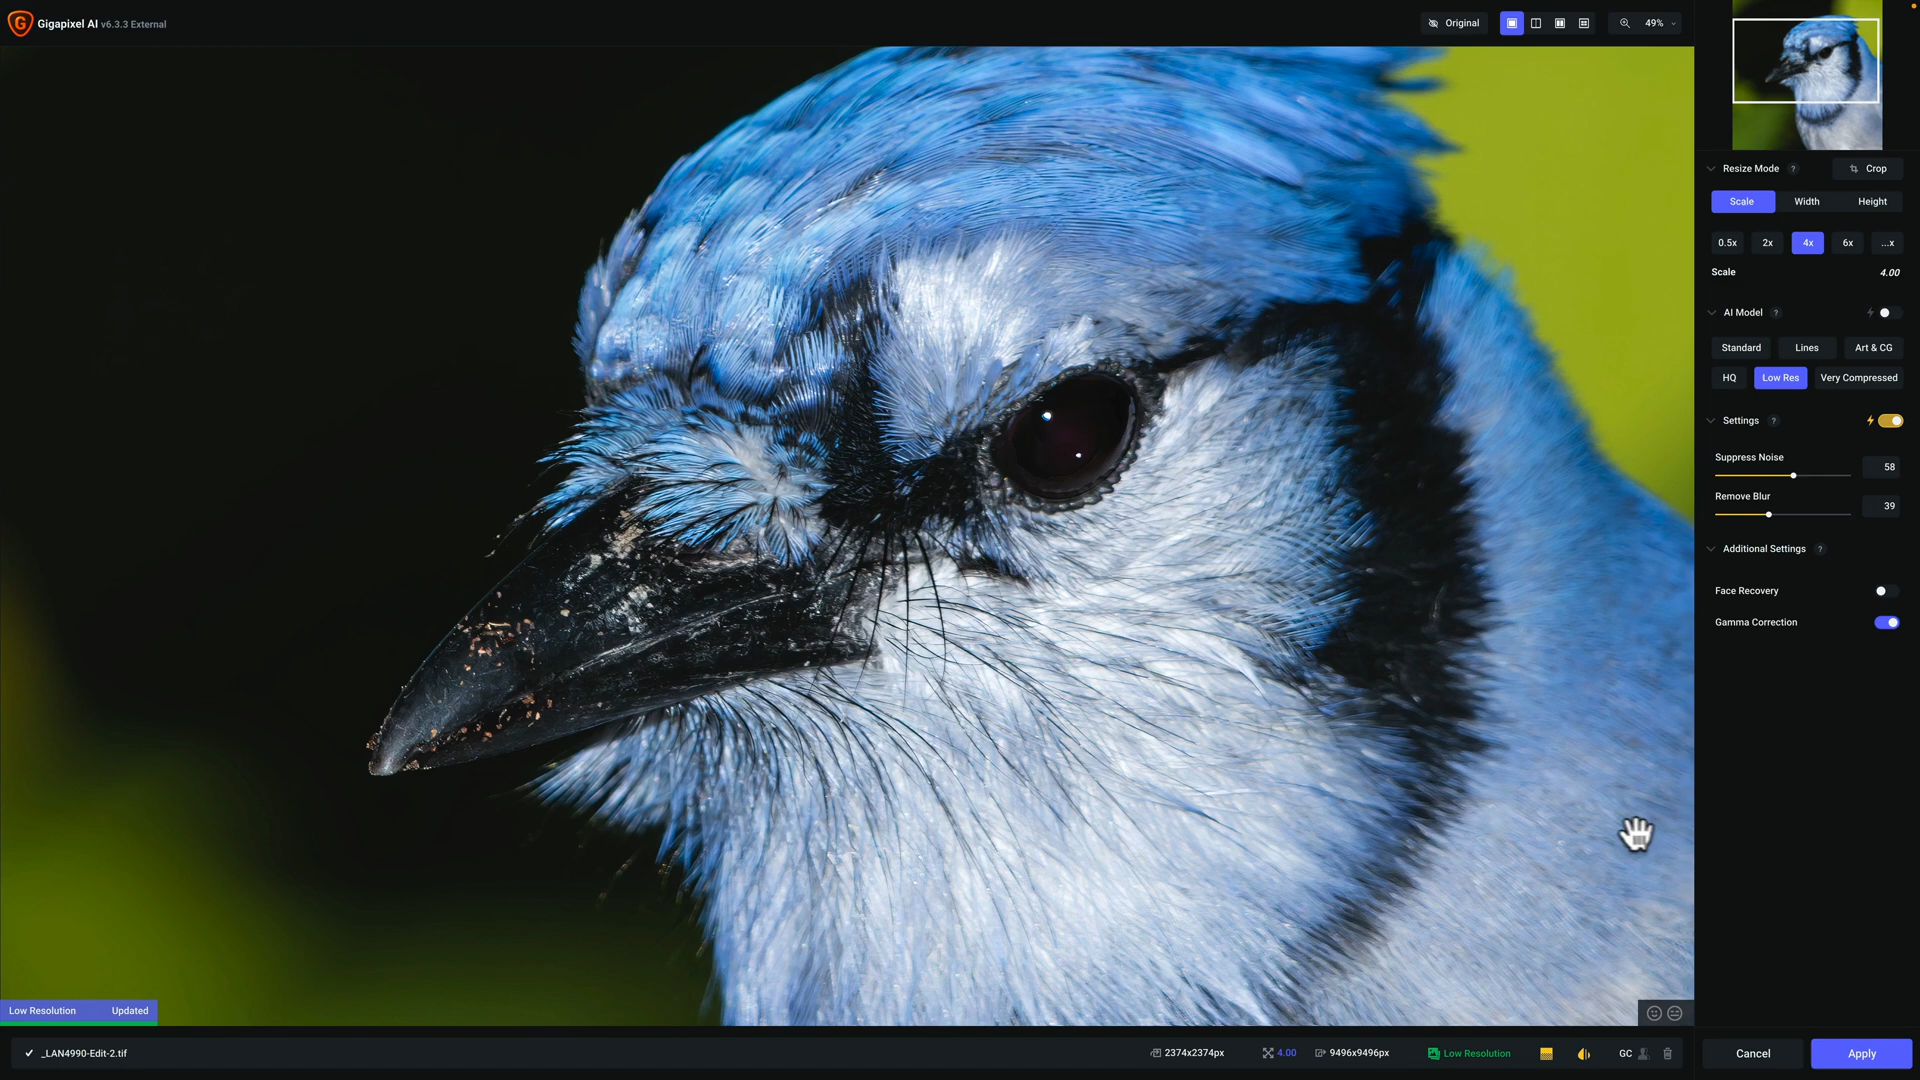 Gigapixel AI v6.3.3 External
Original
49%
Resize Mode ?
Crop
Scale Width Height
0.5x 2x 4x 6x ...x
Scale 4.00
AI Model ?
Standard Lines Art & CG
HQ Low Res Very Compressed
Settings ?
Suppress Noise 58
Remove Blur 39
Additional Settings ?
Face Recovery
Gamma Correction
Low Resolution Updated
_LAN4990-Edit-2.tif 2374x2374px 4.00 9496x9496px Low Resolution GC
Cancel Apply